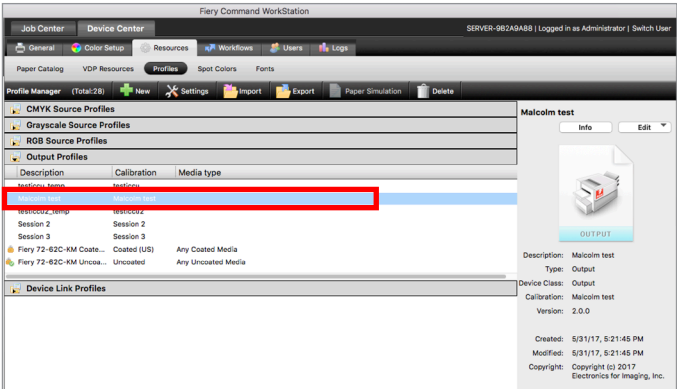 Fiery Command WorkStation
Job Center Device Center SERVER-9B2A9A88 | Logged in as Administrator | Switch User
General Color Setup Resources Workflows Users Logs
Paper Catalog VDP Resources Profiles Spot Colors Fonts
Profile Manager (Total:28) New Settings Import Export Paper Simulation Delete
CMYK Source Profiles
Grayscale Source Profiles
RGB Source Profiles
Output Profiles
Description Calibration Media type
testiccu_temp testiccu
Malcolm test Malcolm test
testiccu2_temp testiccu2
Session 2 Session 2
Session 3 Session 3
Fiery 72-62C-KM Coate... Coated (US) Any Coated Media
Fiery 72-62C-KM Uncoa... Uncoated Any Uncoated Media
Device Link Profiles
Malcolm test
Info Edit
OUTPUT
Description: Malcolm test
Type: Output
Device Class: Output
Calibration: Malcolm test
Version: 2.0.0
Created: 5/31/17, 5:21:45 PM
Modified: 5/31/17, 5:21:45 PM
Copyright: Copyright (c) 2017
Electronics for Imaging, Inc.